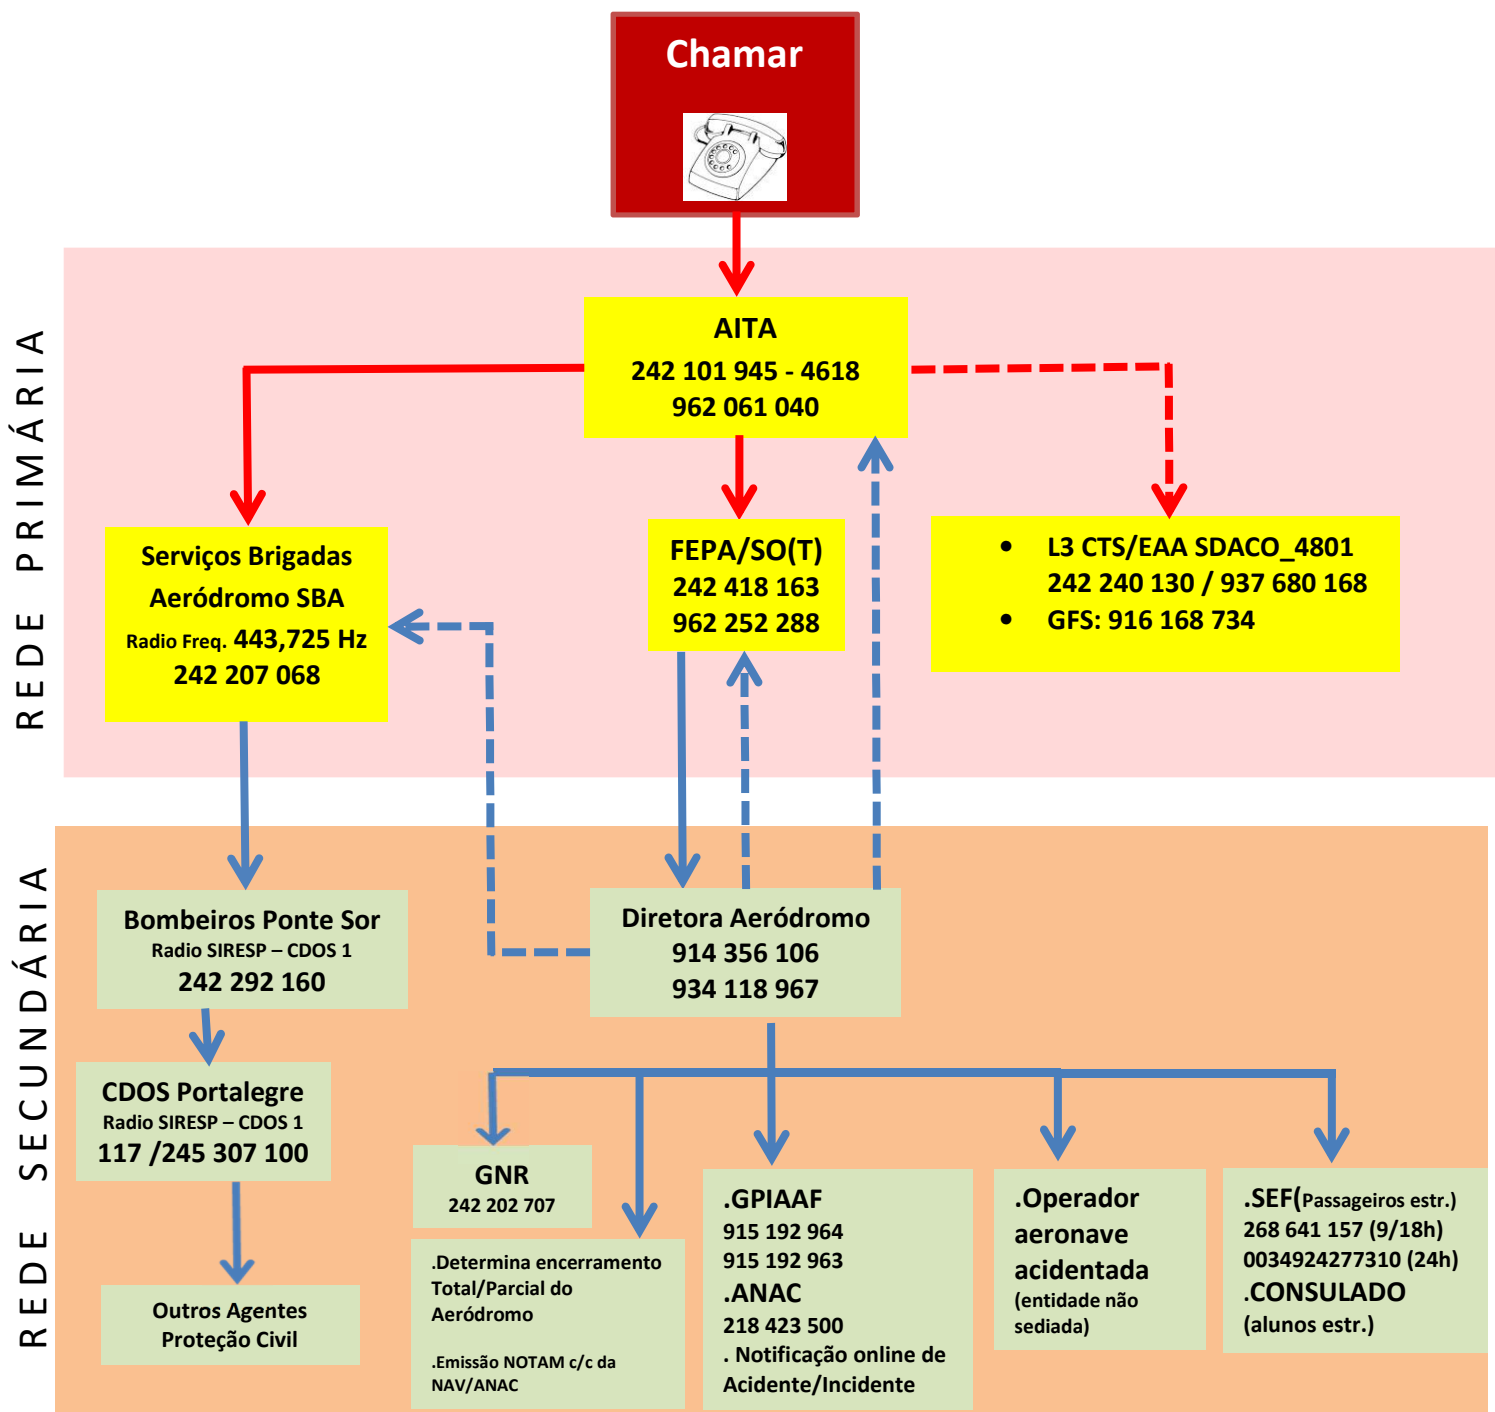 Chamar
REDE PRIMÁRIA
AITA
242 101 945 - 4618
962 061 040
Serviços Brigadas
Aeródromo SBA
Radio Freq. 443,725 Hz
242 207 068
FEPA/SO(T)
242 418 163
962 252 288
• L3 CTS/EAA SDACO_4801
242 240 130 / 937 680 168
• GFS: 916 168 734
REDE SECUNDÁRIA
Bombeiros Ponte Sor
Radio SIRESP – CDOS 1
242 292 160
Diretora Aeródromo
914 356 106
934 118 967
CDOS Portalegre
Radio SIRESP – CDOS 1
117 /245 307 100
Outros Agentes
Proteção Civil
GNR
242 202 707
.Determina encerramento
Total/Parcial do
Aeródromo
.Emissão NOTAM c/c da
NAV/ANAC
.GPIAAF
915 192 964
915 192 963
.ANAC
218 423 500
. Notificação online de
Acidente/Incidente
.Operador
aeronave
acidentada
(entidade não
sediada)
.SEF(Passageiros estr.)
268 641 157 (9/18h)
0034924277310 (24h)
.CONSULADO
(alunos estr.)